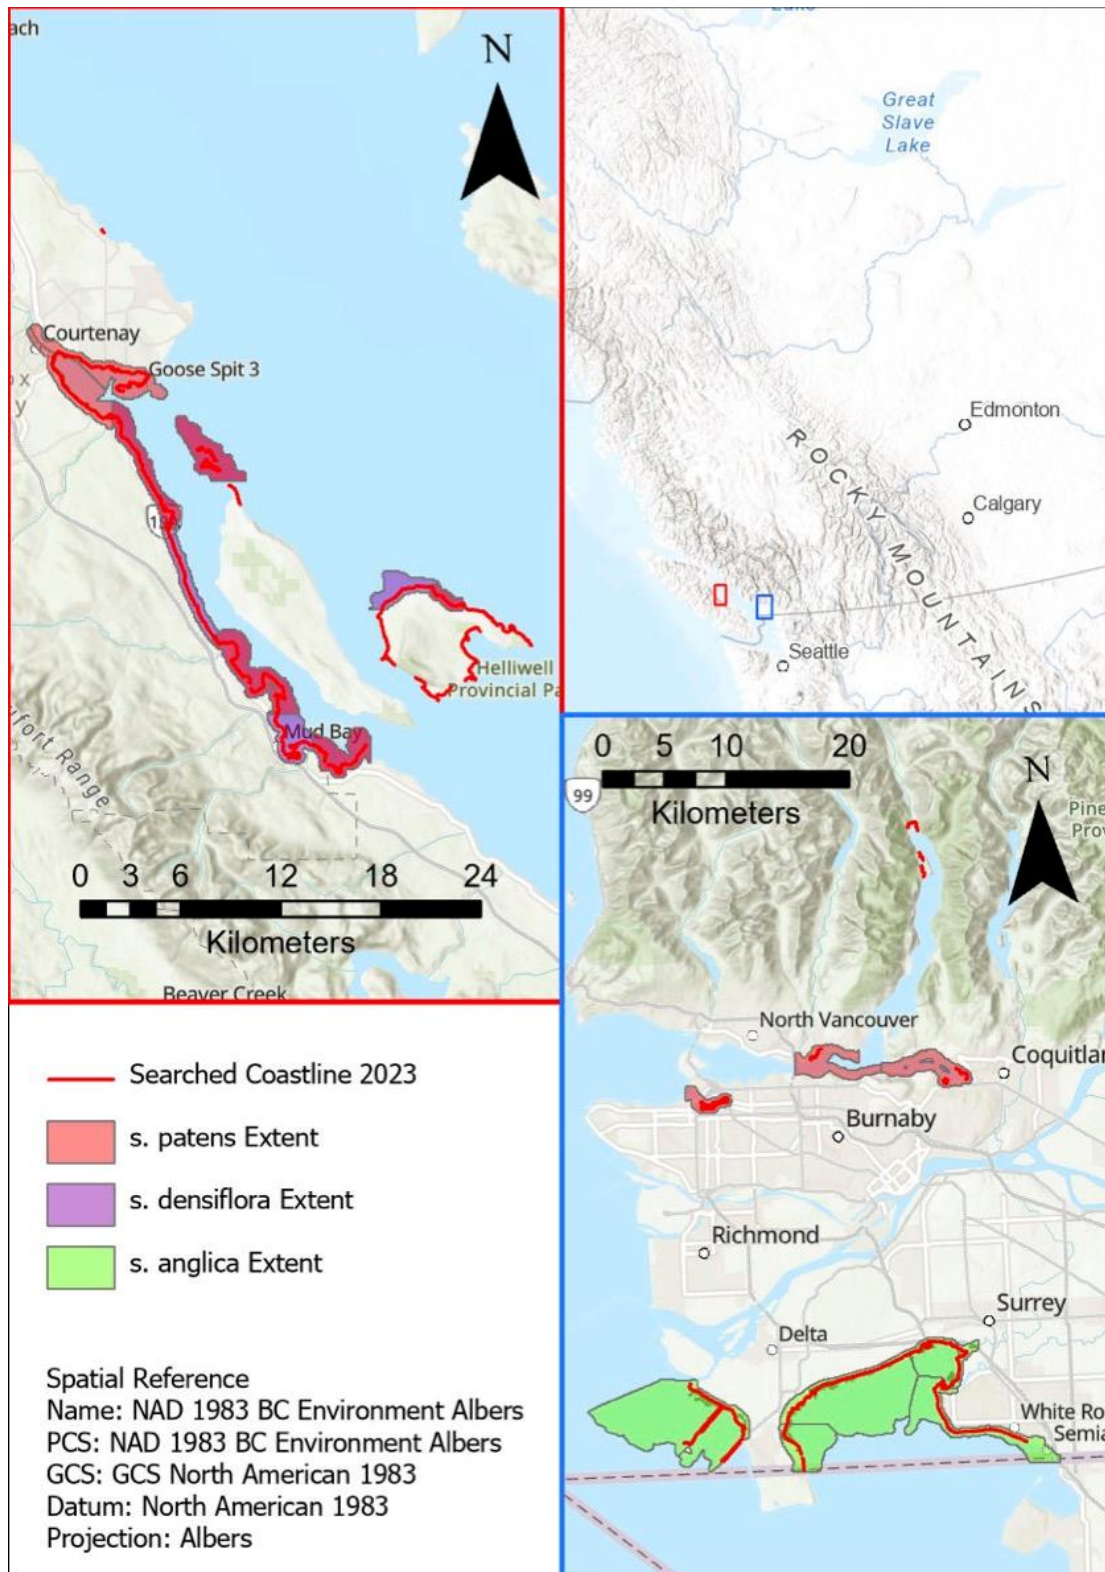 ach
N
Courtenay
Goose Spit 3
Helliwell
Provincial Pa
Mud Bay
ufort Range
0 3 6 12 18 24
Kilometers
Beaver Creek
Great
Slave
Lake
Edmonton
Calgary
ROCKY MOUNTAINS
Seattle
0 5 10 20
Kilometers
99
N
Pine
Prov
North Vancouver
Coquitlar
Burnaby
Richmond
Surrey
Delta
White Ro
Semia
Searched Coastline 2023
s. patens Extent
s. densiflora Extent
s. anglica Extent
Spatial Reference
Name: NAD 1983 BC Environment Albers
PCS: NAD 1983 BC Environment Albers
GCS: GCS North American 1983
Datum: North American 1983
Projection: Albers